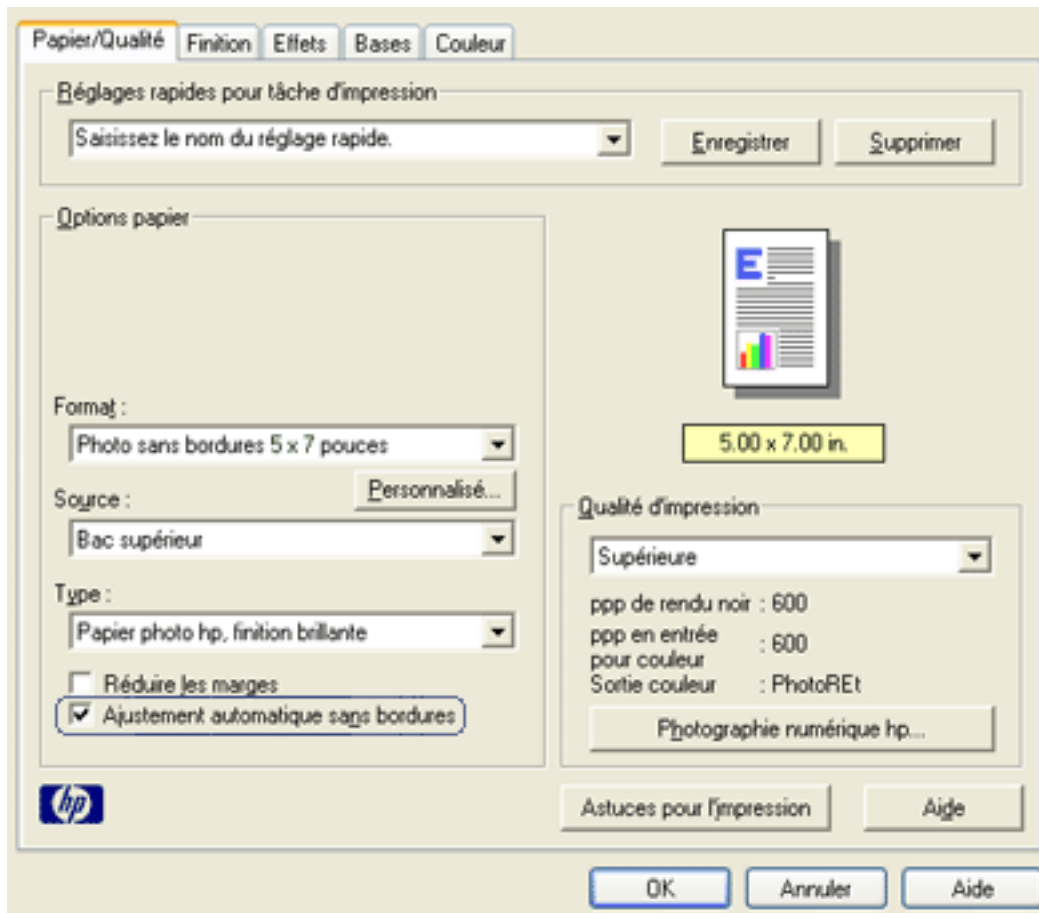 Papier/Qualité Finition Effets Bases Couleur
Réglages rapides pour tâche d'impression
Saisissez le nom du réglage rapide.
Enregistrer
Supprimer
Options papier
Format :
Photo sans bordures 5 x 7 pouces
Personnalisé...
Source :
Bac supérieur
Type :
Papier photo hp, finition brillante
Réduire les marges
Ajustement automatique sans bordures
E
5.00 x 7.00 in.
Qualité d'impression
Supérieure
ppp de rendu noir : 600
ppp en entrée
pour couleur : 600
Sortie couleur : PhotoREt
Photographie numérique hp...
hp
Astuces pour l'impression
Aide
OK
Annuler
Aide